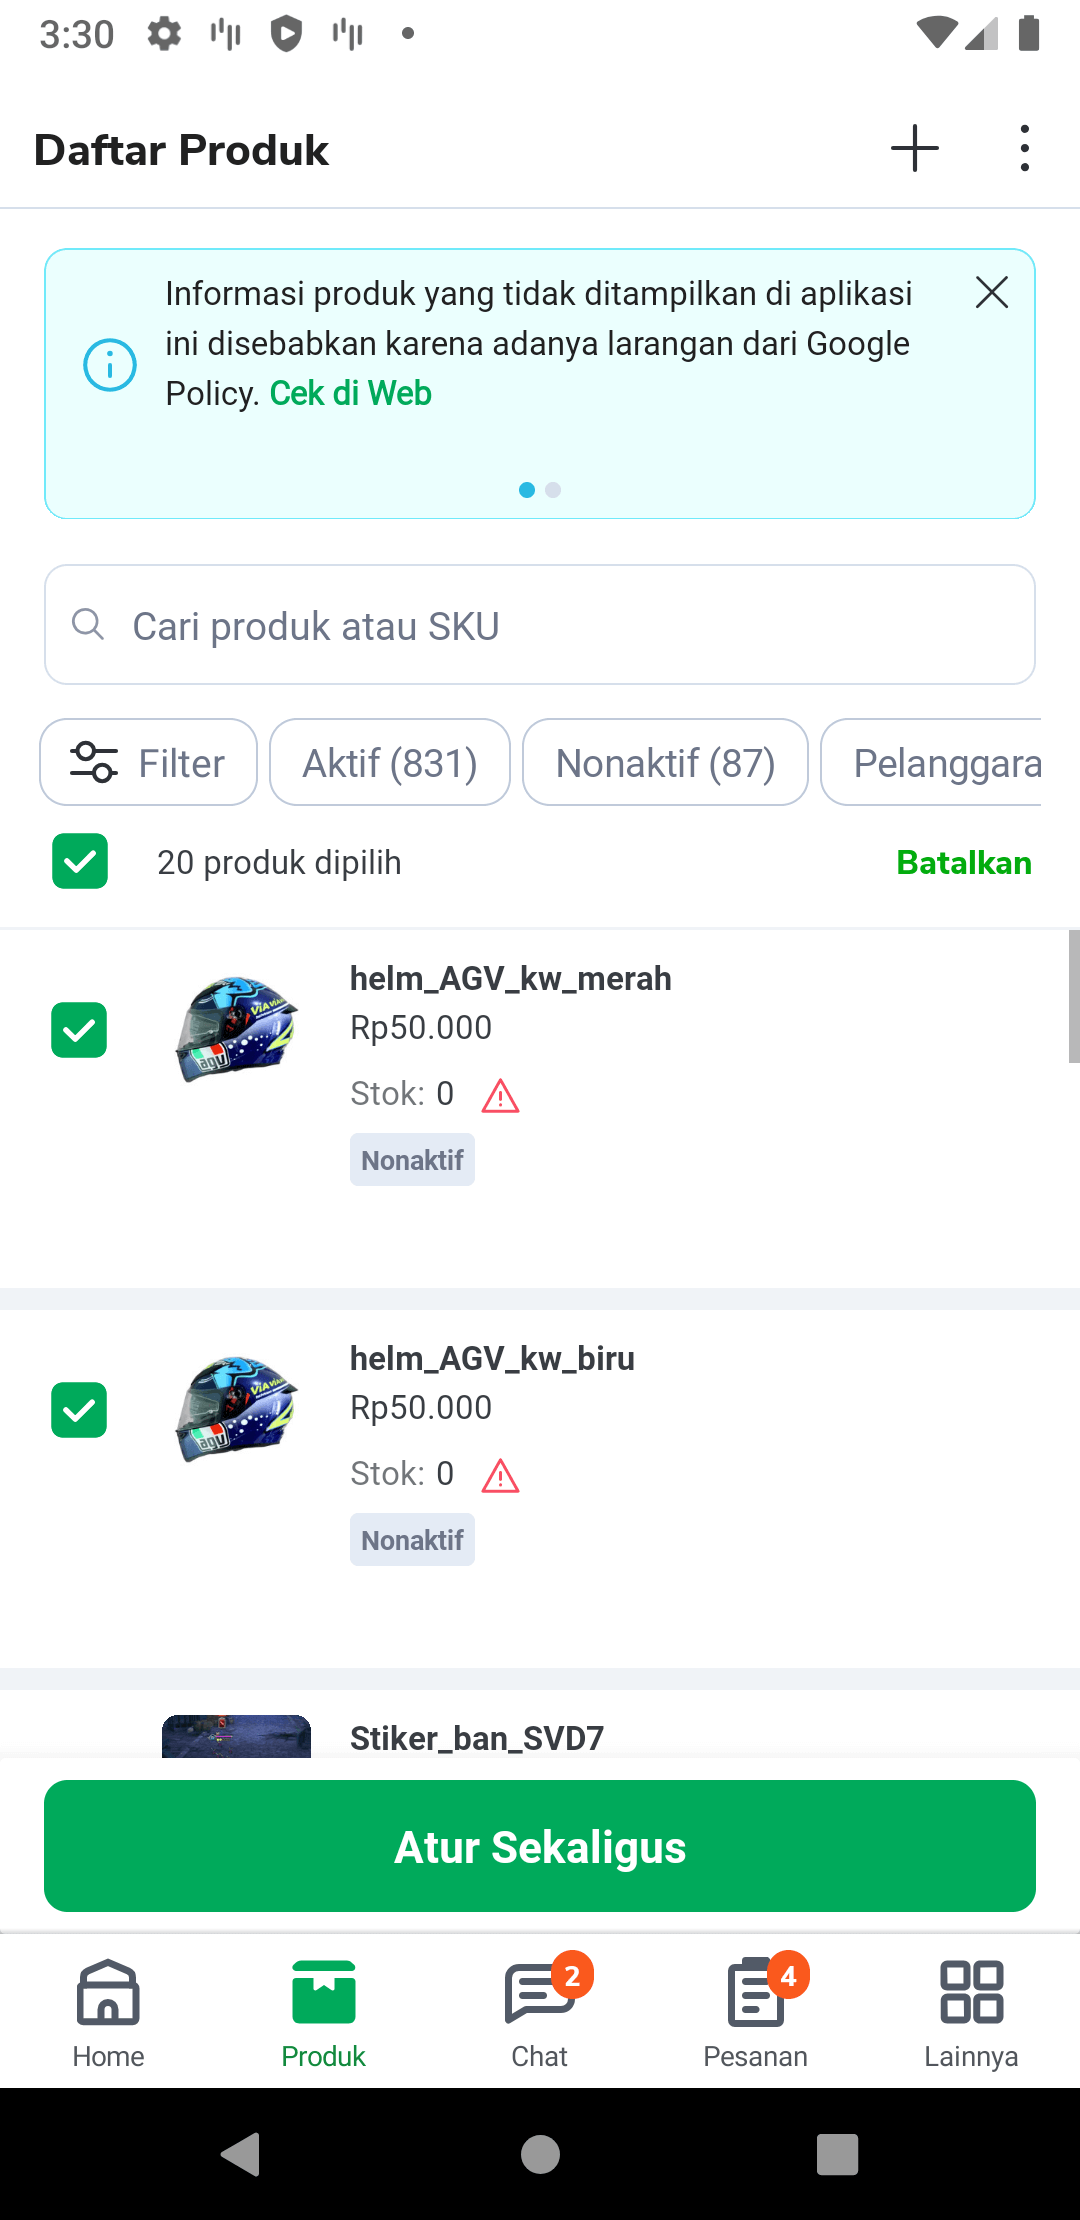 3:30
Daftar Produk
Informasi produk yang tidak ditampilkan di aplikasi
ini disebabkan karena adanya larangan dari Google
Policy. Cek di Web
Cari produk atau SKU
Filter
Aktif (831)
Nonaktif (87)
Pelanggara
20 produk dipilih
Batalkan
helm_AGV_kw_merah
Rp50.000
Stok: 0
Nonaktif
helm_AGV_kw_biru
Rp50.000
Stok: 0
Nonaktif
Stiker_ban_SVD7
Atur Sekaligus
2
4
Home
Produk
Chat
Pesanan
Lainnya